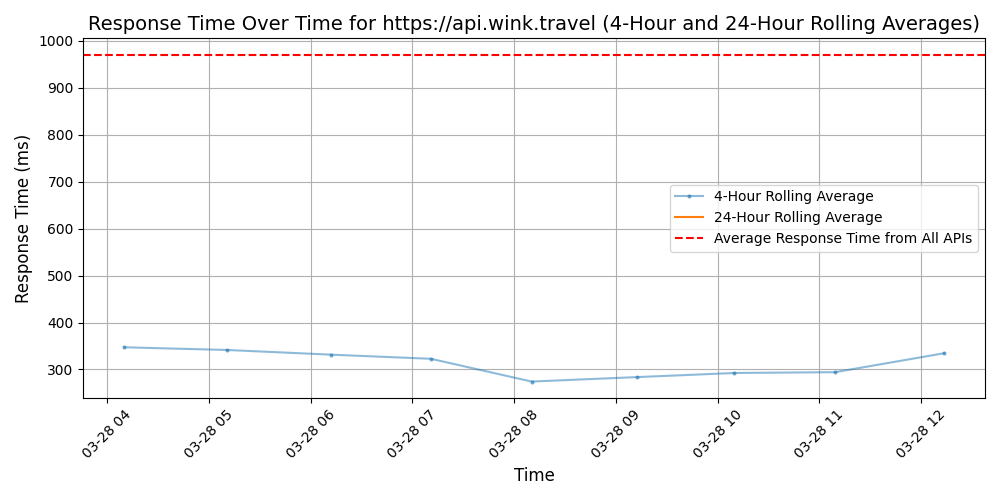 Response Time Over Time for https://api.wink.travel (4-Hour and 24-Hour Rolling Averages)
Response Time (ms)
1000
900
800
700
600
500
400
300
4-Hour Rolling Average
24-Hour Rolling Average
Average Response Time from All APIs
03-28 04
03-28 05
03-28 06
03-28 07
03-28 08
03-28 09
03-28 10
03-28 11
03-28 12
Time